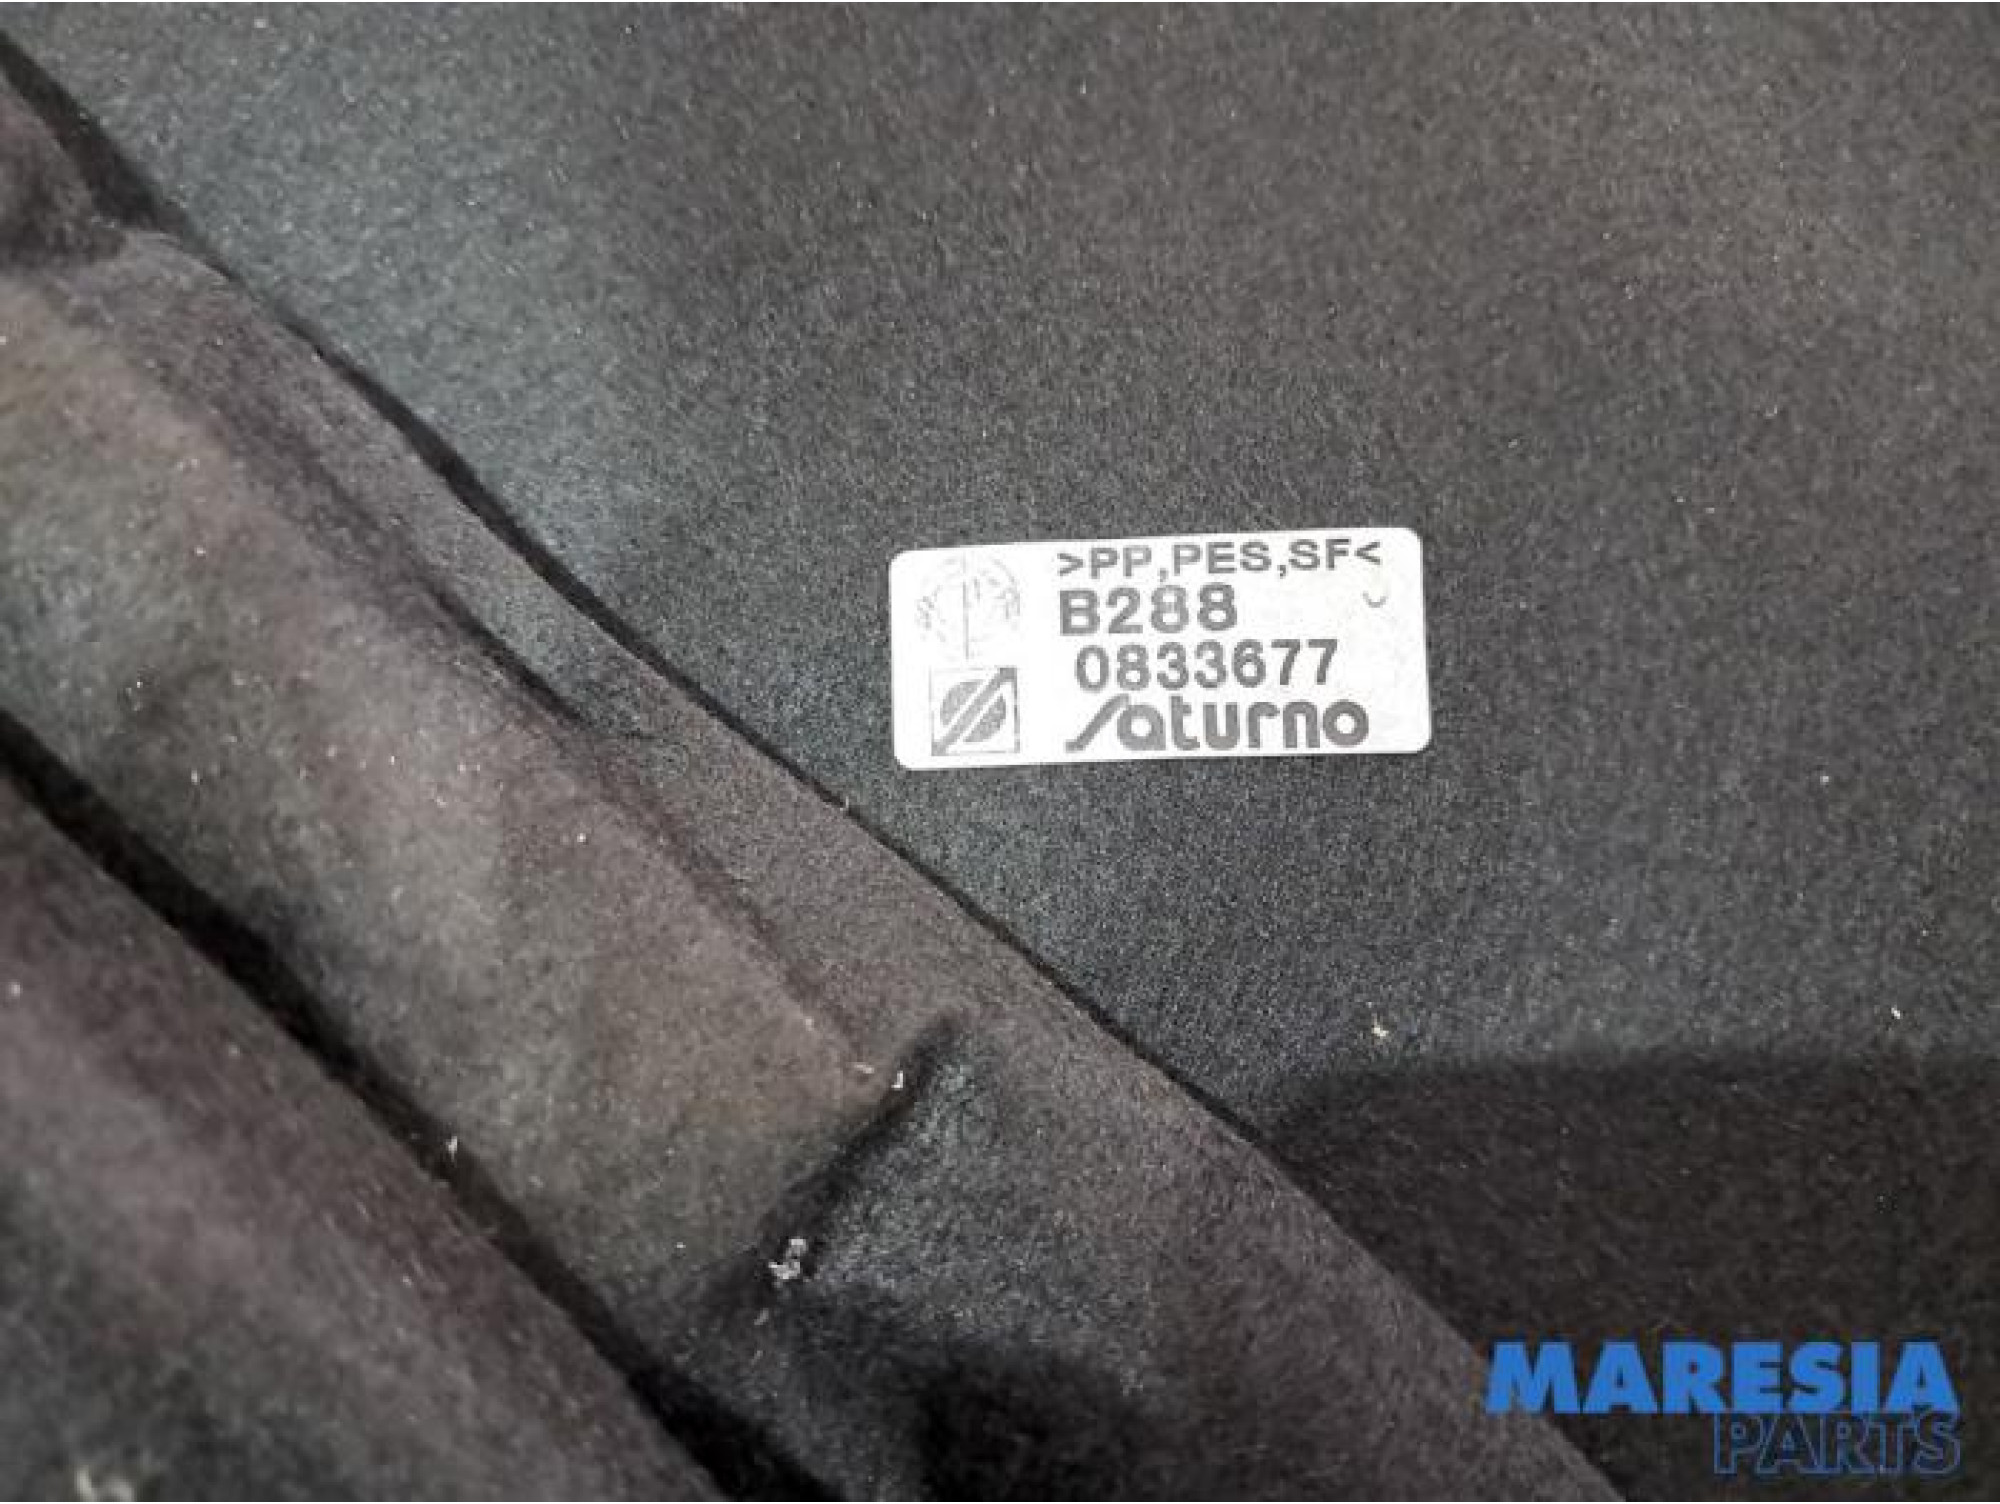 >PP,PES,SF<
B288
0833677
Saturno
MARESIA
PARTS